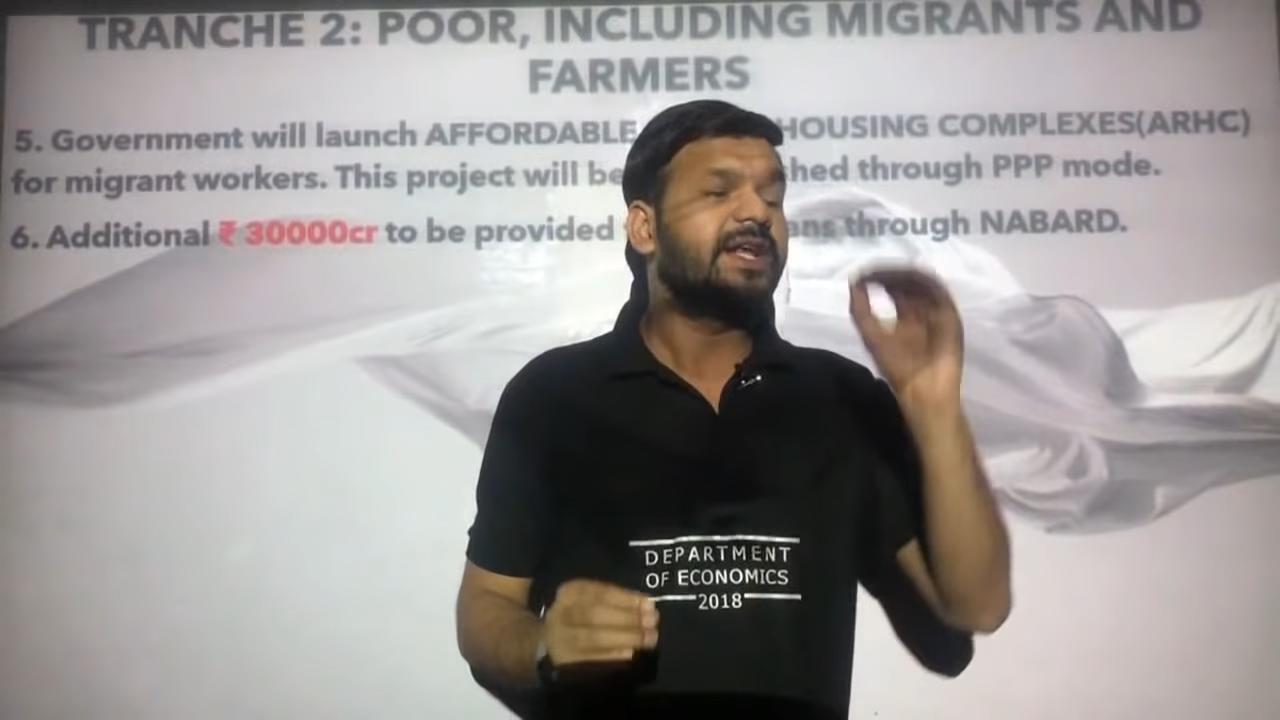 TRANCHE 2: POOR, INCLUDING MIGRANTS AND
FARMERS
5. Government will launch AFFORDABLE HOUSING COMPLEXES(ARHC)
for migrant workers. This project will be shed through PPP mode.
6. Additional ₹ 30000cr to be provided ans through NABARD.
DEPARTMENT
OF ECONOMICS
2018